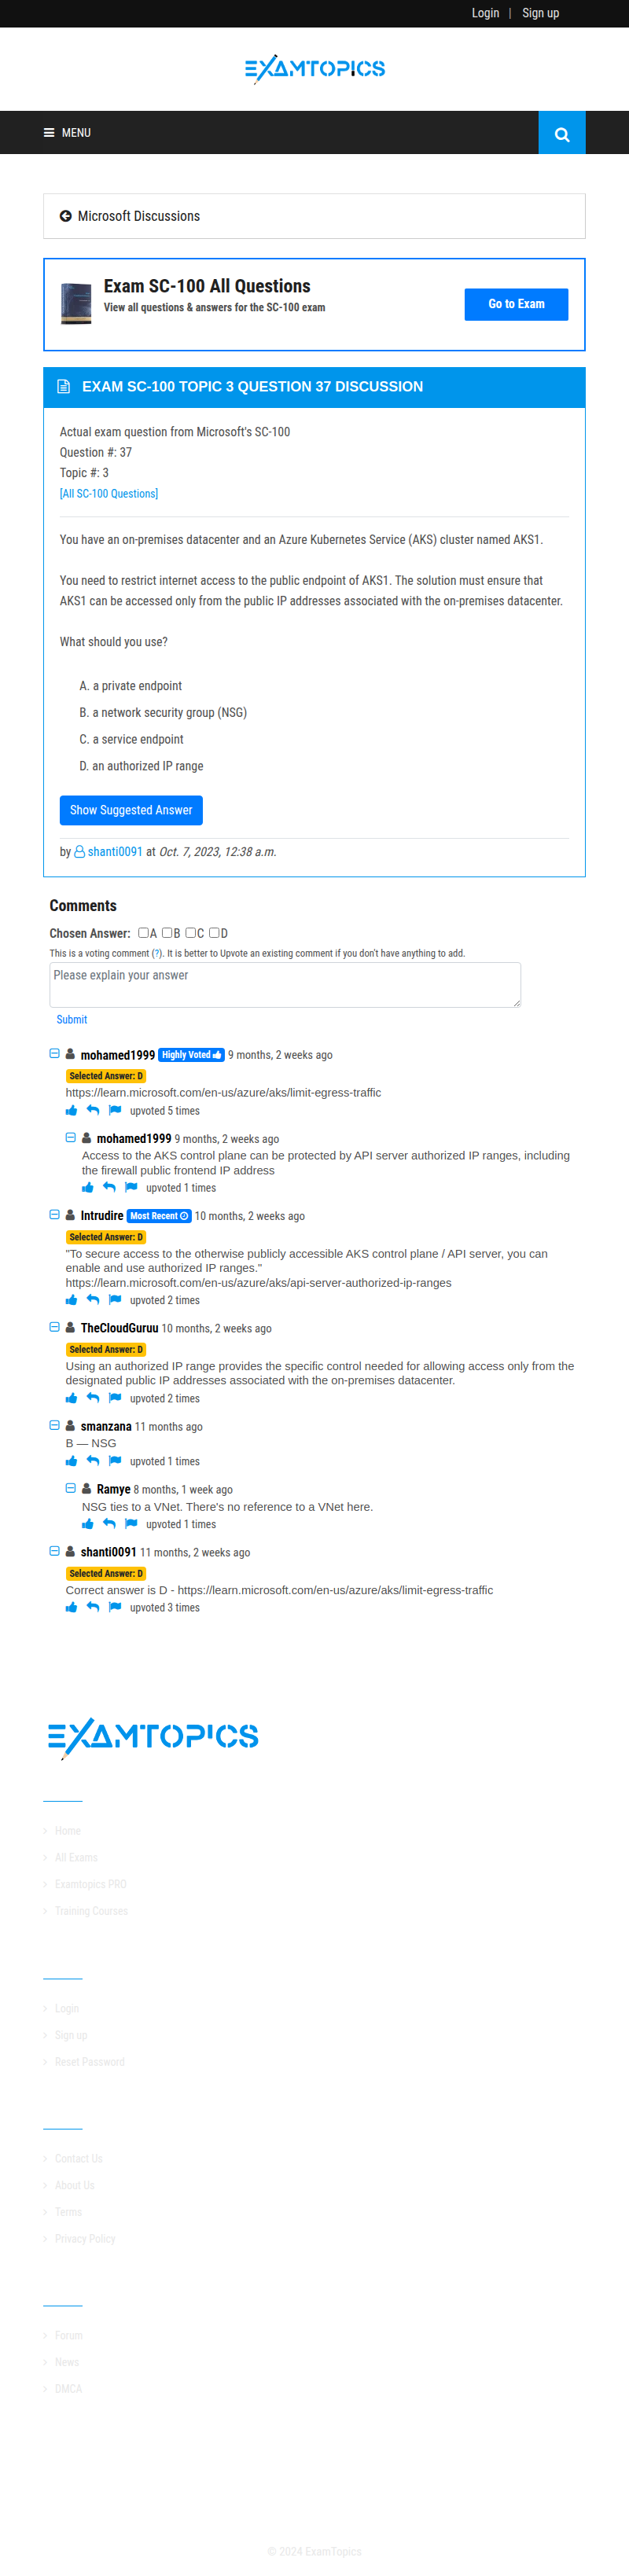 Login | Sign up
EXAMTOPICS
MENU
Microsoft Discussions
Exam SC-100 All Questions
View all questions & answers for the SC-100 exam
Go to Exam
EXAM SC-100 TOPIC 3 QUESTION 37 DISCUSSION
Actual exam question from Microsoft's SC-100
Question #: 37
Topic #: 3
[All SC-100 Questions]
You have an on-premises datacenter and an Azure Kubernetes Service (AKS) cluster named AKS1.
You need to restrict internet access to the public endpoint of AKS1. The solution must ensure that
AKS1 can be accessed only from the public IP addresses associated with the on-premises datacenter.
What should you use?
A. a private endpoint
B. a network security group (NSG)
C. a service endpoint
D. an authorized IP range
Show Suggested Answer
by shanti0091 at Oct. 7, 2023, 12:38 a.m.
Comments
Chosen Answer: A B C D
This is a voting comment (?). It is better to Upvote an existing comment if you don't have anything to add.
Please explain your answer
Submit
mohamed1999 Highly Voted 9 months, 2 weeks ago
Selected Answer: D
https://learn.microsoft.com/en-us/azure/aks/limit-egress-traffic
upvoted 5 times
mohamed1999 9 months, 2 weeks ago
Access to the AKS control plane can be protected by API server authorized IP ranges, including
the firewall public frontend IP address
upvoted 1 times
Intrudire Most Recent 10 months, 2 weeks ago
Selected Answer: D
"To secure access to the otherwise publicly accessible AKS control plane / API server, you can
enable and use authorized IP ranges."
https://learn.microsoft.com/en-us/azure/aks/api-server-authorized-ip-ranges
upvoted 2 times
TheCloudGuruu 10 months, 2 weeks ago
Selected Answer: D
Using an authorized IP range provides the specific control needed for allowing access only from the
designated public IP addresses associated with the on-premises datacenter.
upvoted 2 times
smanzana 11 months ago
B — NSG
upvoted 1 times
Ramye 8 months, 1 week ago
NSG ties to a VNet. There's no reference to a VNet here.
upvoted 1 times
shanti0091 11 months, 2 weeks ago
Selected Answer: D
Correct answer is D - https://learn.microsoft.com/en-us/azure/aks/limit-egress-traffic
upvoted 3 times
EXAMTOPICS
Home
All Exams
Examtopics PRO
Training Courses
Login
Sign up
Reset Password
Contact Us
About Us
Terms
Privacy Policy
Forum
News
DMCA
© 2024 ExamTopics